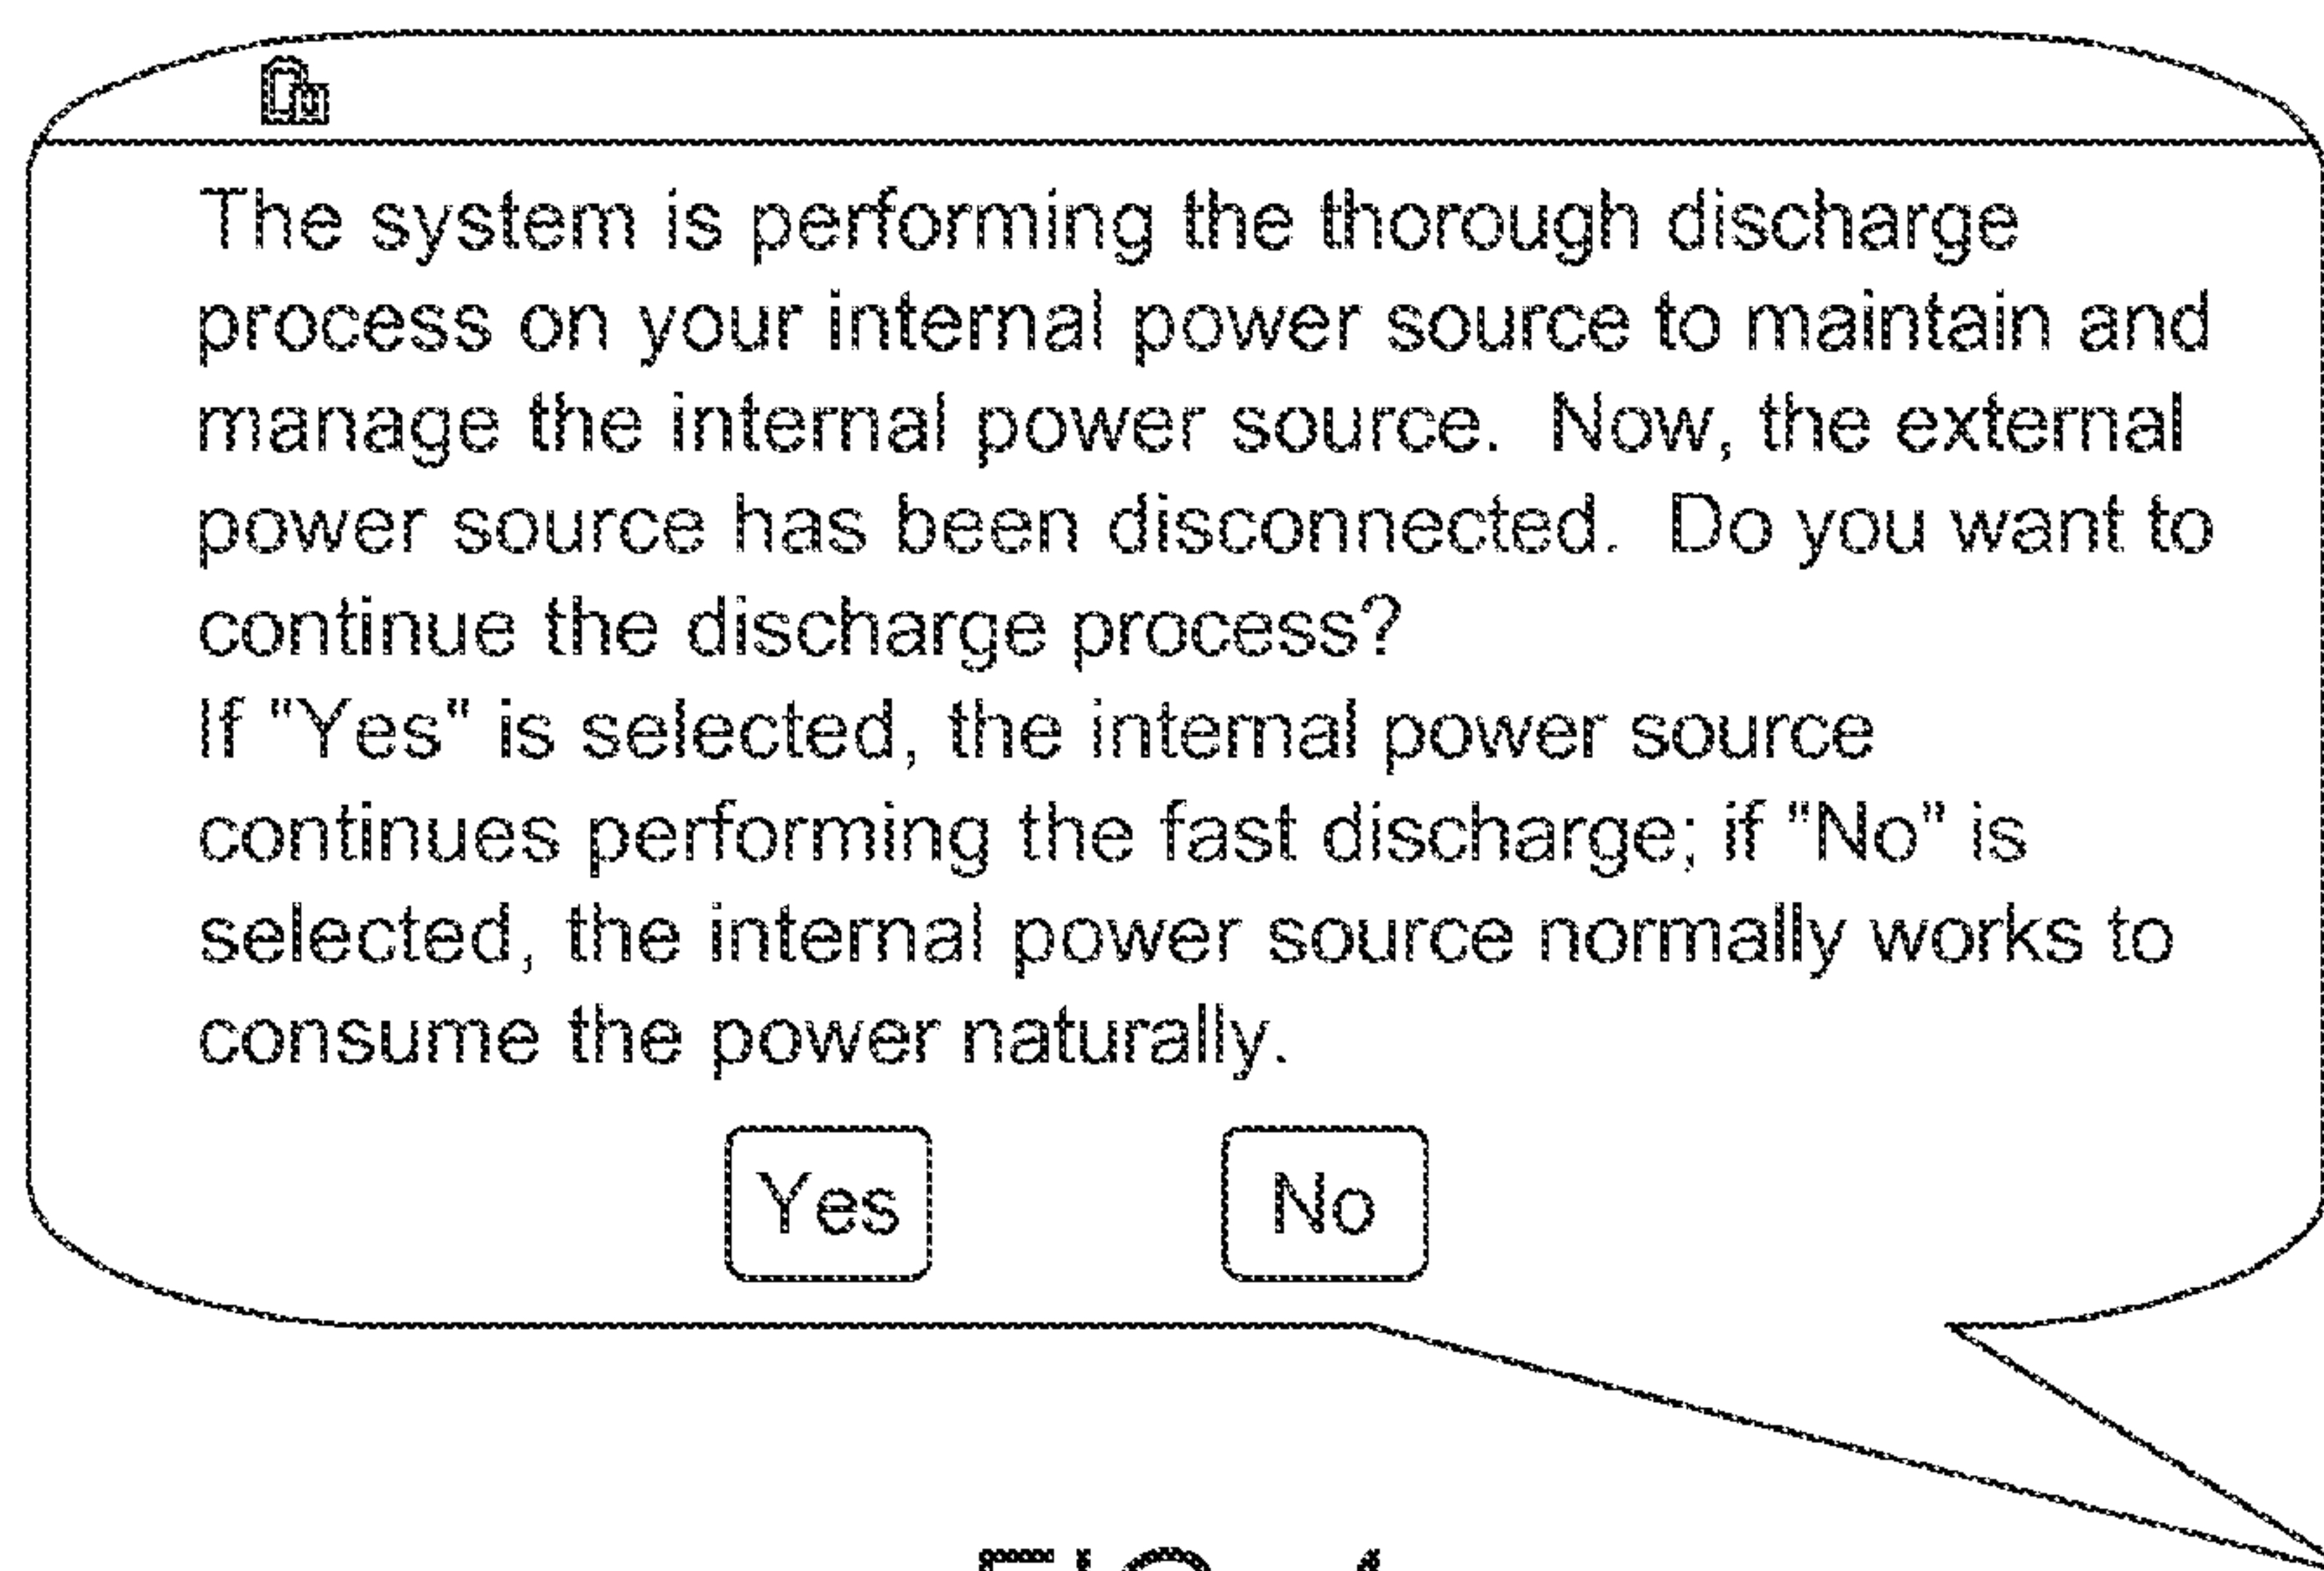 The system is performing the thorough discharge
process on your internal power source to maintain and
manage the internal power source.  Now, the external
power source has been disconnected.  Do you want to
continue the discharge process?
If "Yes" is selected, the internal power source
continues performing the fast discharge; if "No" is
selected, the internal power source normally works to
consume the power naturally.
Yes No